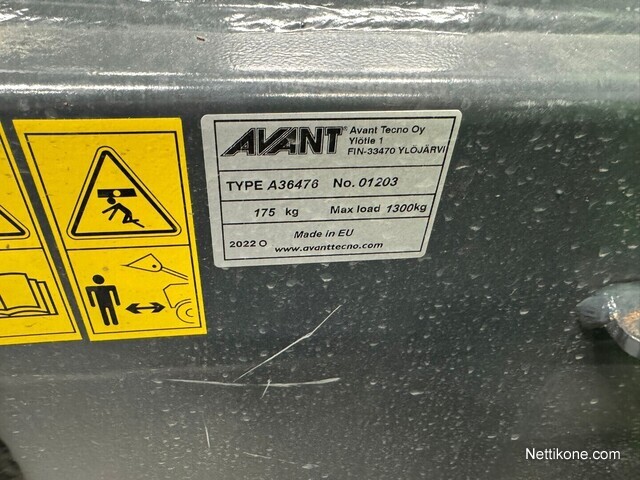 AVANT®
Avant Tecno Oy
Ylötie 1
FIN-33470 YLÖJÄRVI
TYPE A36476 No. 01203
175 kg Max load 1300kg
Made in EU
2022 O
www.avanttecno.com
Nettikone.com